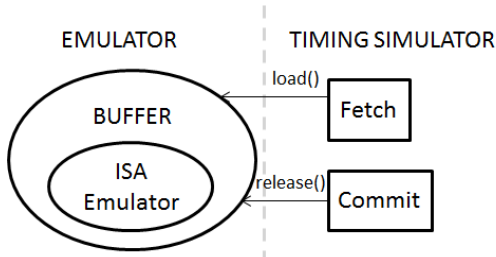 EMULATOR
TIMING SIMULATOR
load()
Fetch
BUFFER
ISA
Emulator
release()
Commit